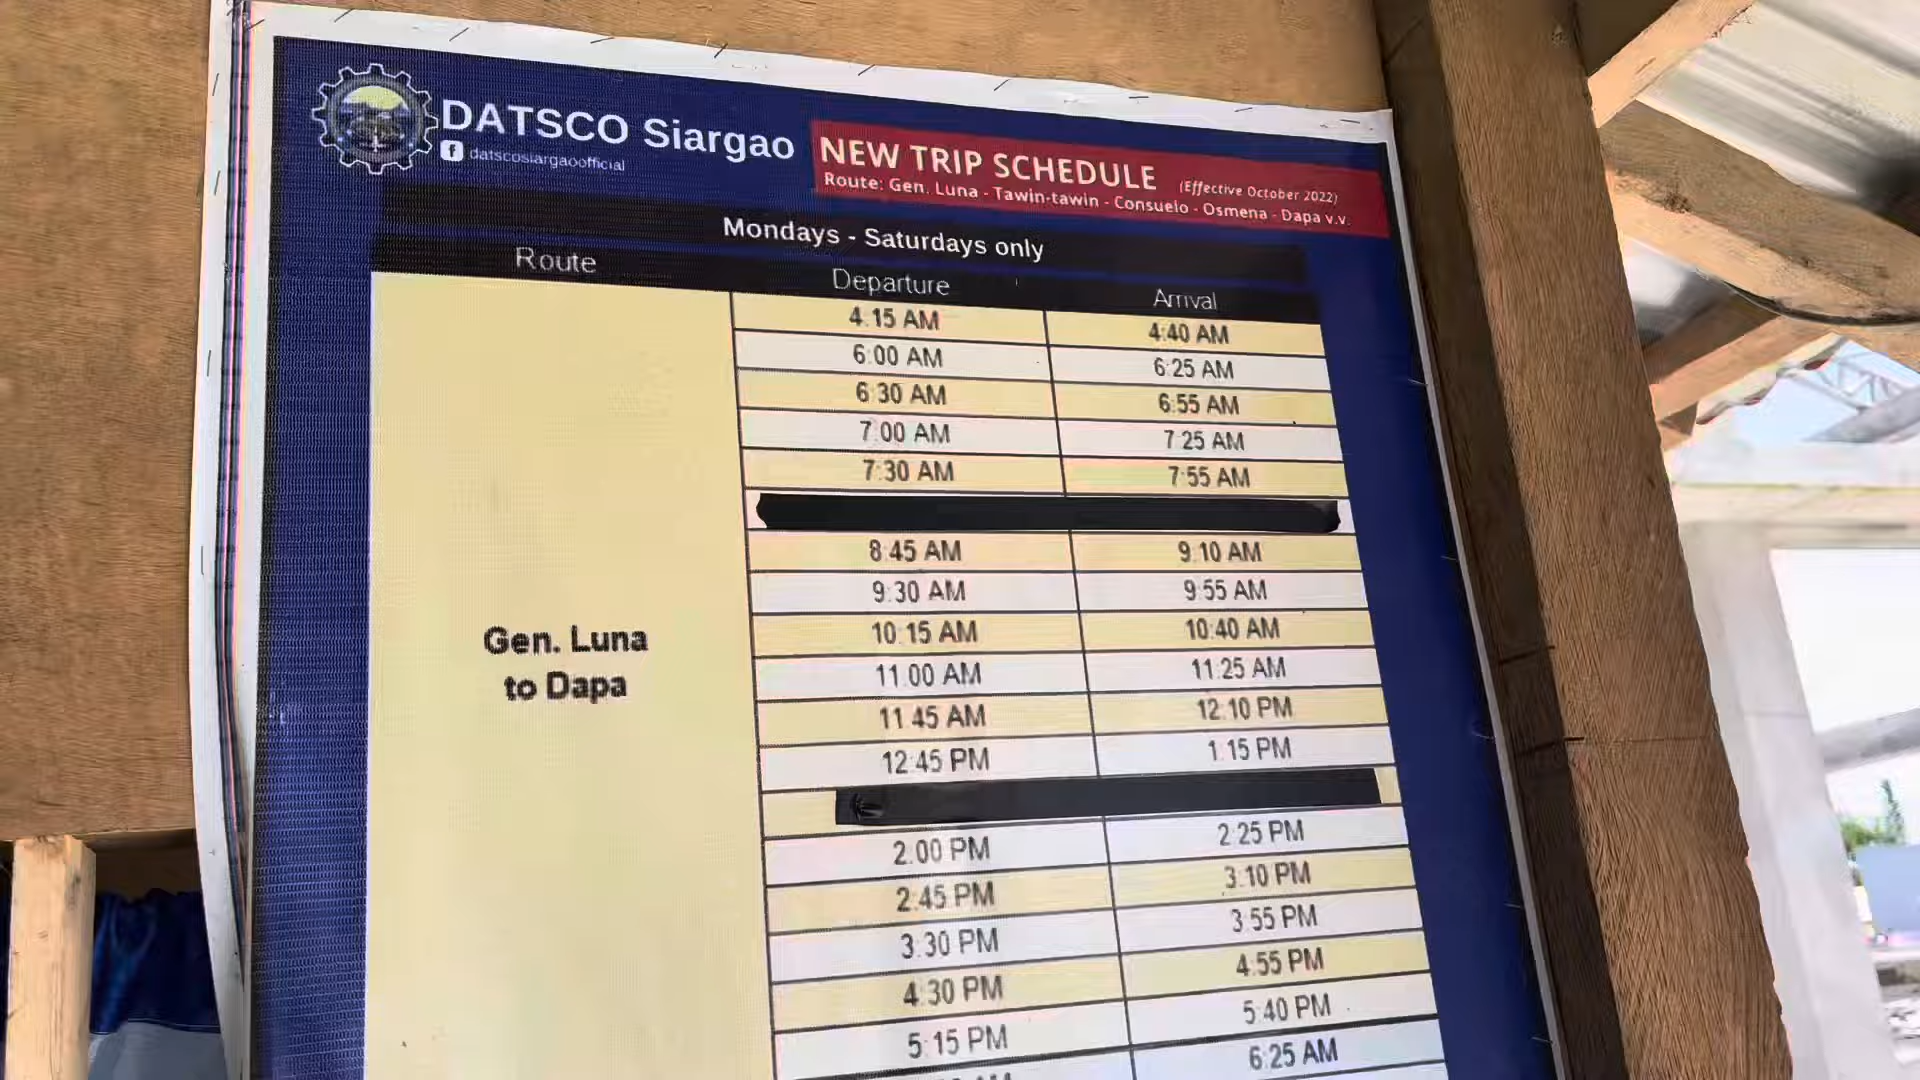 DATSCO Siargao
datscosiargaoofficial
NEW TRIP SCHEDULE (Effective October 2022)
Route: Gen. Luna - Tawin-tawin - Consuelo - Osmena - Dapa v.v.
Mondays - Saturdays only
Route Departure Arrival
4:15 AM 4:40 AM
6:00 AM 6:25 AM
6:30 AM 6:55 AM
7:00 AM 7:25 AM
7:30 AM 7:55 AM
8:45 AM 9:10 AM
9:30 AM 9:55 AM
10:15 AM 10:40 AM
Gen. Luna
to Dapa
11:00 AM 11:25 AM
11:45 AM 12:10 PM
12:45 PM 1:15 PM
2:00 PM 2:25 PM
2:45 PM 3:10 PM
3:30 PM 3:55 PM
4:30 PM 4:55 PM
5:15 PM 5:40 PM
6:25 AM